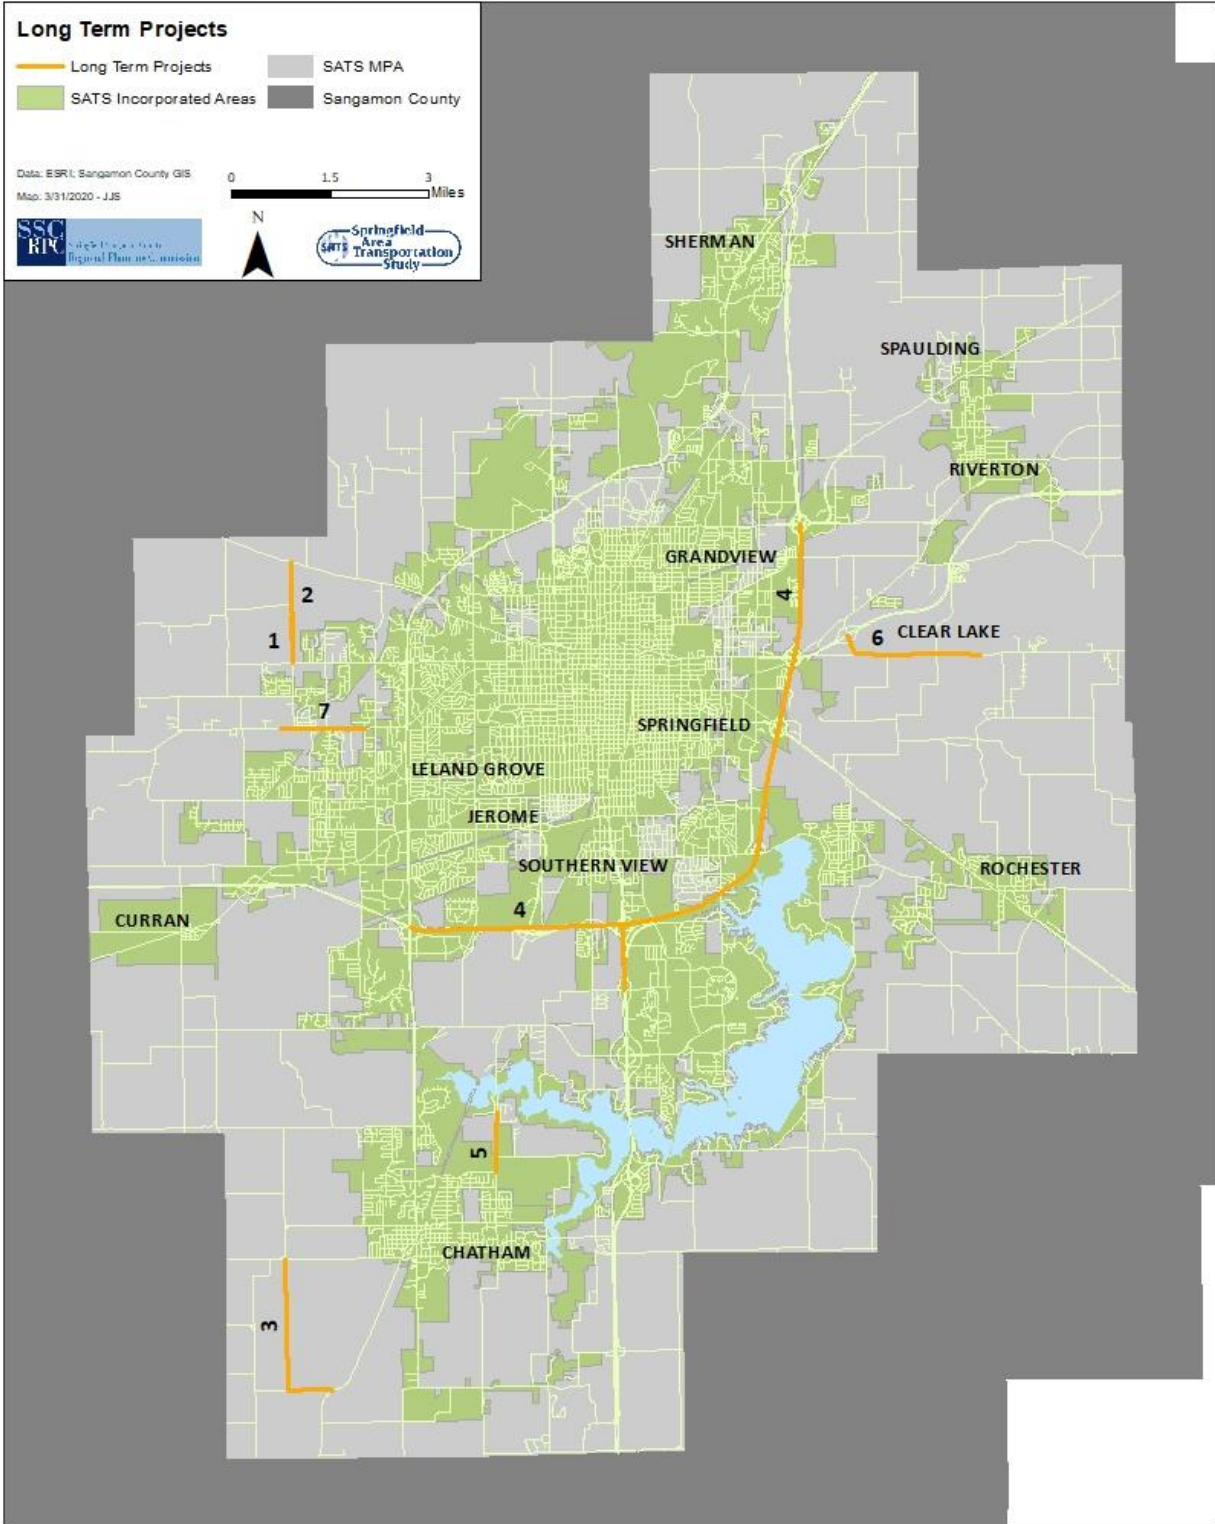 Long Term Projects
Long Term Projects
SATS MPA
SATS Incorporated Areas
Sangamon County
Data: ESRI; Sangamon County GIS
Map: 3/31/2020 - JJS
0 1.5 3
Miles
N
SSC
RPC
Regional Planning Commission
SATS
Springfield
Area
Transportation
Study
SHERMAN
SPAULDING
RIVERTON
GRANDVIEW
2
4
1
6
CLEAR LAKE
7
SPRINGFIELD
LELAND GROVE
JEROME
SOUTHERN VIEW
ROCHESTER
4
CURRAN
5
CHATHAM
3